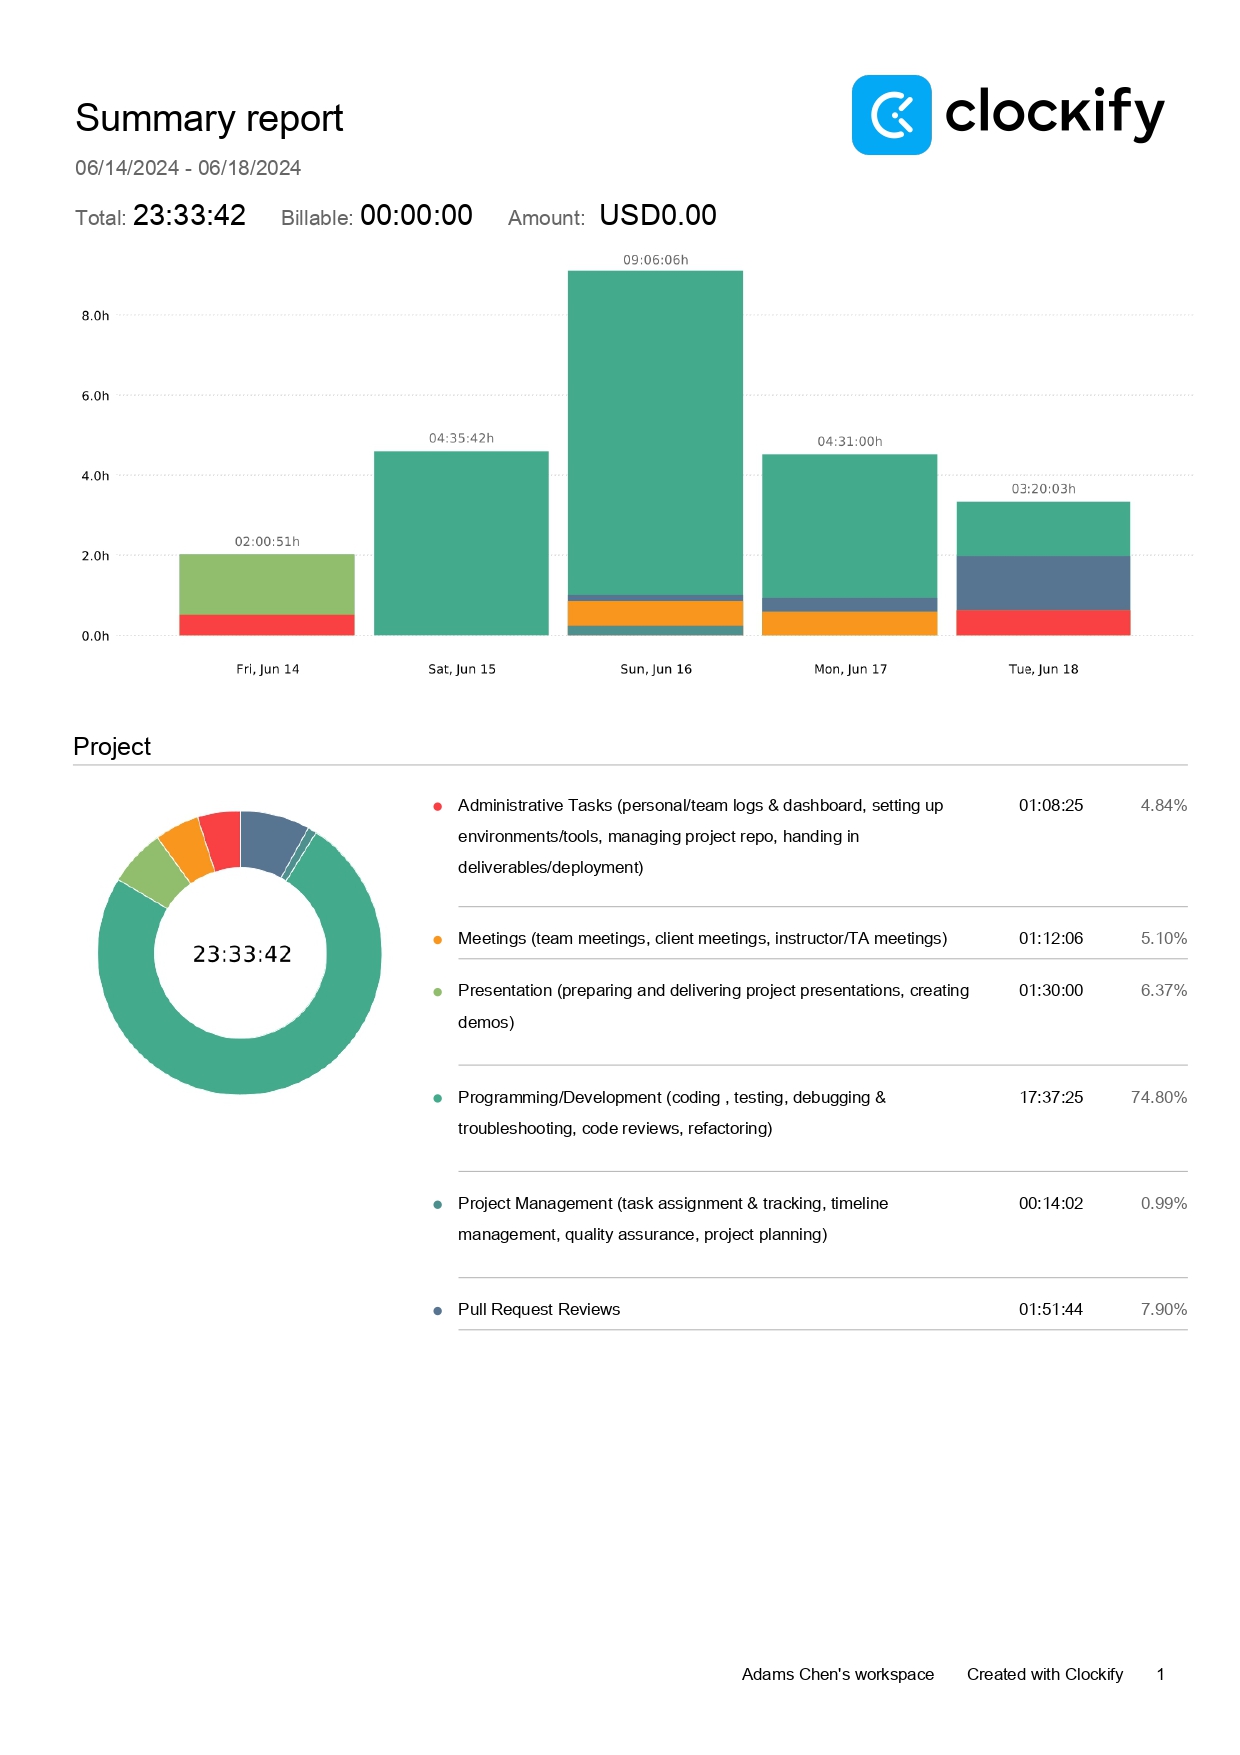 Summary report
clockify
06/14/2024 - 06/18/2024
Total: 23:33:42 Billable: 00:00:00 Amount: USD0.00
09:06:06h
8.0h
6.0h
04:35:42h
04:31:00h
4.0h
03:20:03h
02:00:51h
2.0h
0.0h
Fri, Jun 14 Sat, Jun 15 Sun, Jun 16 Mon, Jun 17 Tue, Jun 18
Project
23:33:42
Administrative Tasks (personal/team logs & dashboard, setting up 01:08:25 4.84%
environments/tools, managing project repo, handing in
deliverables/deployment)
Meetings (team meetings, client meetings, instructor/TA meetings) 01:12:06 5.10%
Presentation (preparing and delivering project presentations, creating 01:30:00 6.37%
demos)
Programming/Development (coding , testing, debugging & 17:37:25 74.80%
troubleshooting, code reviews, refactoring)
Project Management (task assignment & tracking, timeline 00:14:02 0.99%
management, quality assurance, project planning)
Pull Request Reviews 01:51:44 7.90%
Adams Chen's workspace Created with Clockify 1